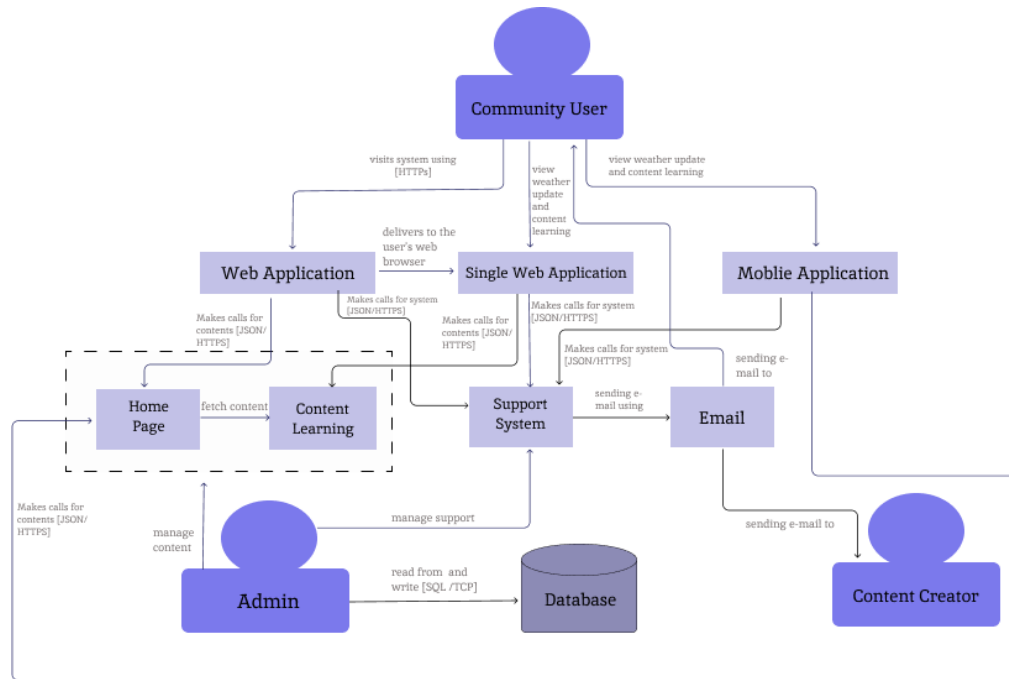 Community User
visits system using
[HTTPs]
view
weather
update
and
content
learning
view weather update
and content learning
delivers to the
user's web
browser
Web Application
Single Web Application
Moblie Application
Makes calls for
contents [JSON/
HTTPS]
Makes calls for system
[JSON/HTTPS]
Makes calls for
contents [JSON/
HTTPS]
Makes calls for system
[JSON/HTTPS]
Makes calls for system
[JSON/HTTPS]
sending e-
mail to
Home
Page
fetch content
Content
Learning
Support
System
sending e-
mail using
Email
Makes calls for
contents [JSON/
HTTPS]
manage
content
manage support
sending e-mail to
Admin
read from and
write [SQL /TCP]
Database
Content Creator